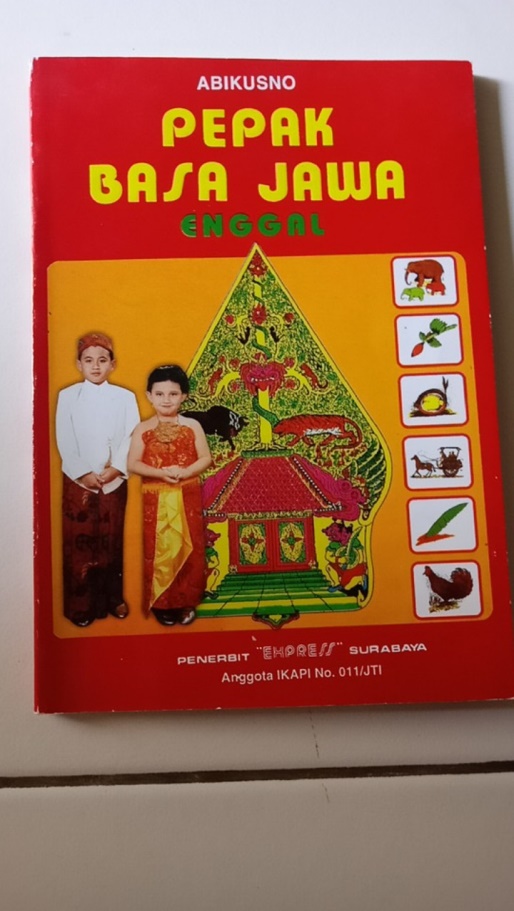 ABIKUSNO
PEPAK
BASA JAWA
ENGGAL
PENERBIT "EXPRESS" SURABAYA
Anggota IKAPI No. 011/JTI